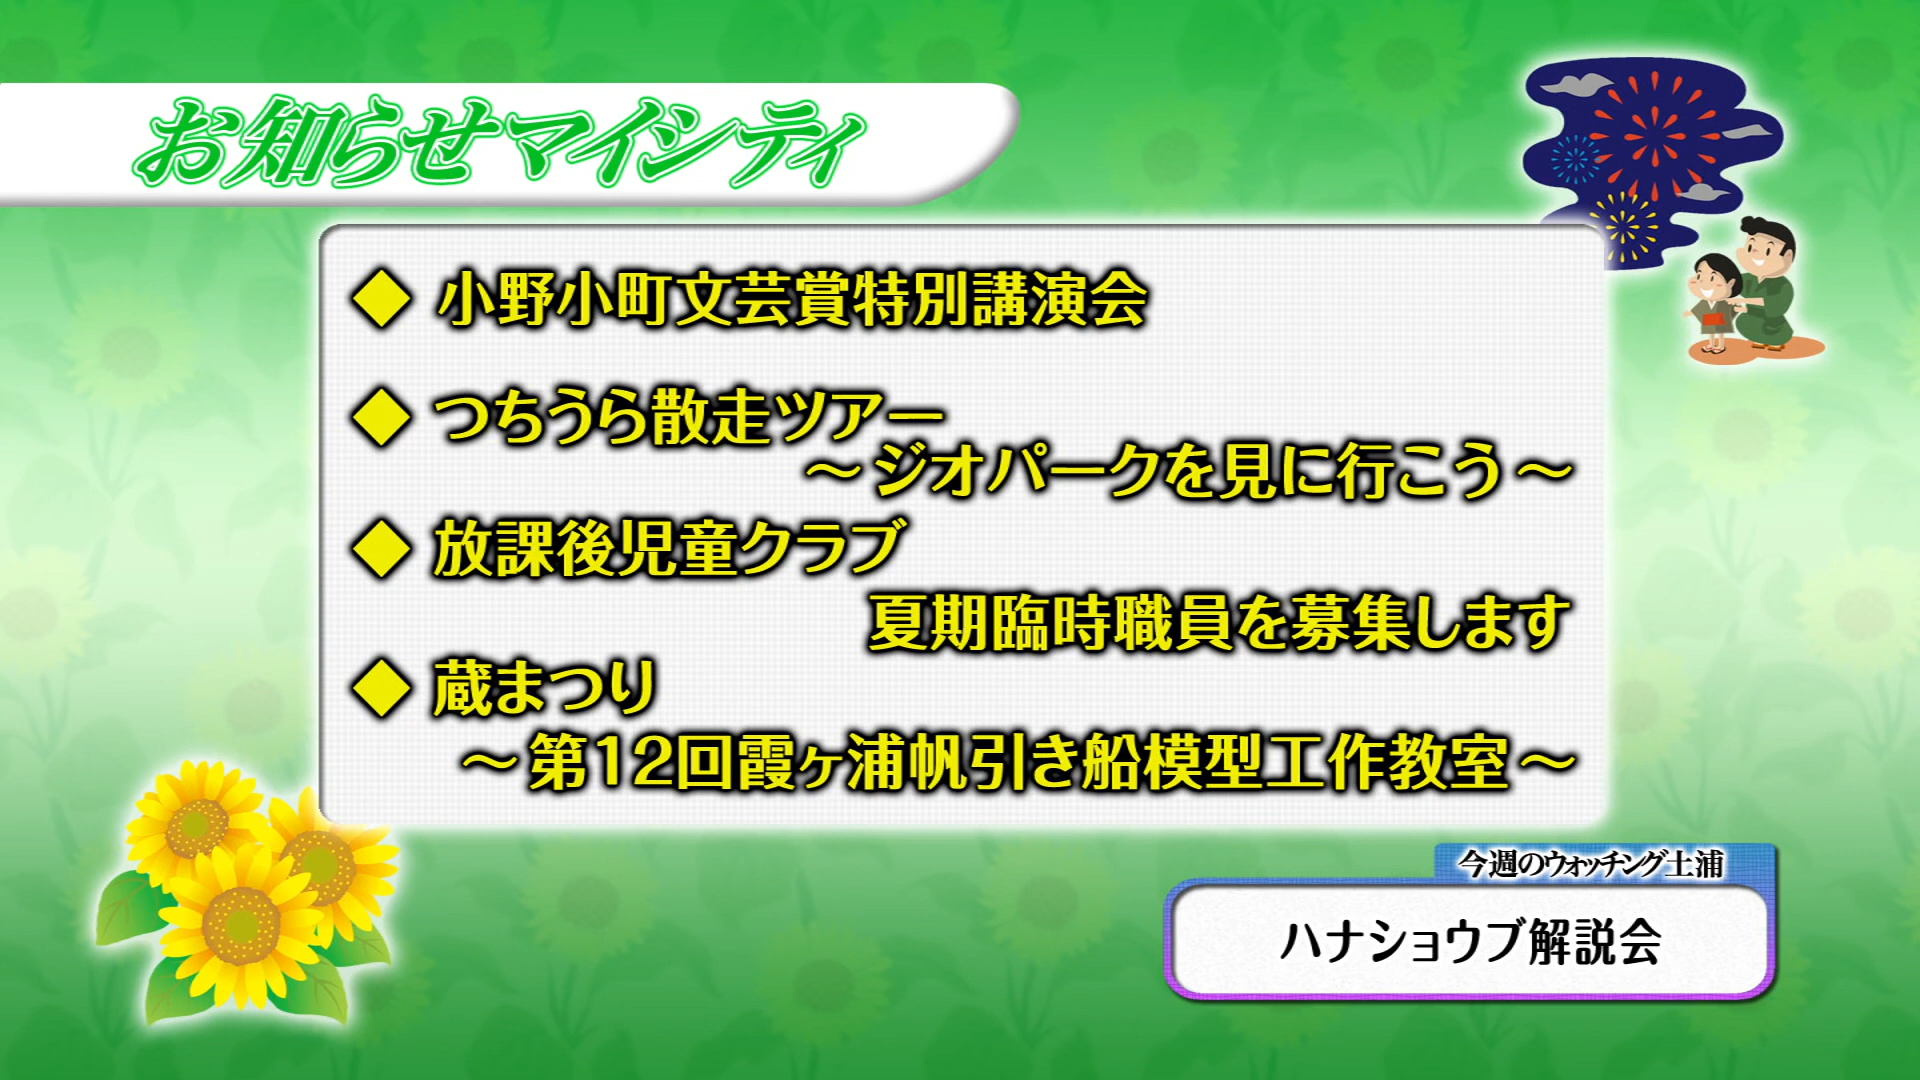 お知らせマイシティ
◆ 小野小町文芸賞特別講演会
◆ つちうら散走ツアー
～ジオパークを見に行こう～
◆ 放課後児童クラブ
夏期臨時職員を募集します
◆ 蔵まつり
～第12回霞ヶ浦帆引き船模型工作教室～
今週のウォッチング土浦
ハナショウブ解説会